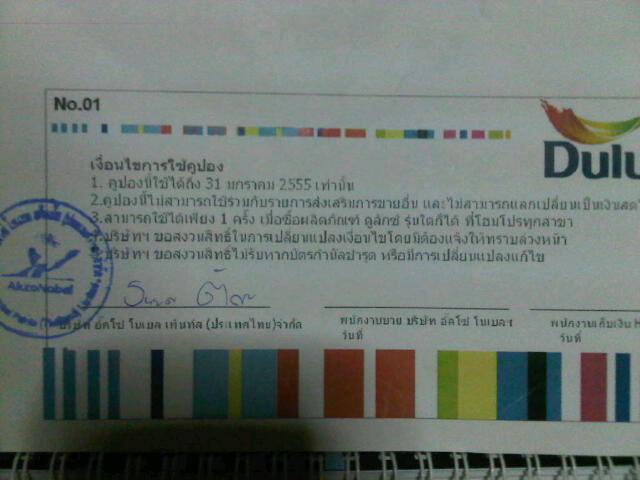 No.01
Dulu
เงื่อนไขการใช้คูปอง
1. คูปองนี้ใช้ได้ถึง 31 มกราคม 2555 เท่านั้น
2.คูปองนี้ไม่สามารถใช้ร่วมกับรายการส่งเสริมการขายอื่น และไม่สามารถแลกเปลี่ยนเป็นเงินสดได้
3.สามารถใช้ได้เพียง 1 ครั้ง เมื่อซื้อผลิตภัณฑ์ ดูลักซ์ รุ่นใดก็ได้ ที่โฮมโปรทุกสาขา
บริษัทฯ ขอสงวนสิทธิ์ในการเปลี่ยนแปลงเงื่อนไขโดยมิต้องแจ้งให้ทราบล่วงหน้า
บริษัทฯ ขอสงวนสิทธิ์ไม่รับหากบัตรกำนัลชำรุด หรือมีการเปลี่ยนแปลงแก้ไข
AkzoNobel
บริษัท อัคโซ่ โนเบล เพ้นท์ส (ประเทศไทย)จำกัด
พนักงานขาย บริษัท อัคโซ่ โนเบลฯ
วันที่
พนักงานเก็บเงิน H
วันที่